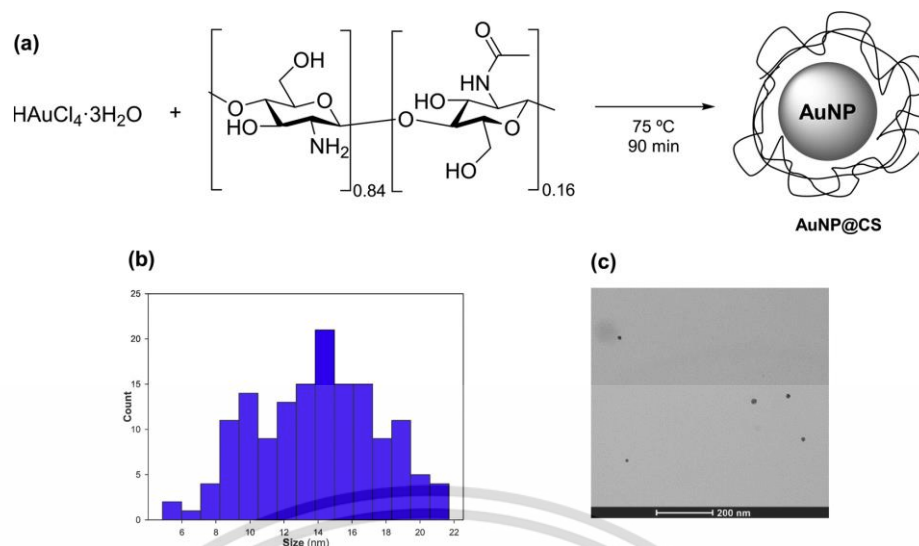 (a)
HAuCl4·3H2O + HO O HO NH2 0.84 O HO O HN O HO 0.16 75 ºC 90 min AuNP
AuNP@CS
(b)
25
20
15
10
5
0
Count
6 8 10 12 14 16 18 20 22
Size (nm)
(c)
200 nm